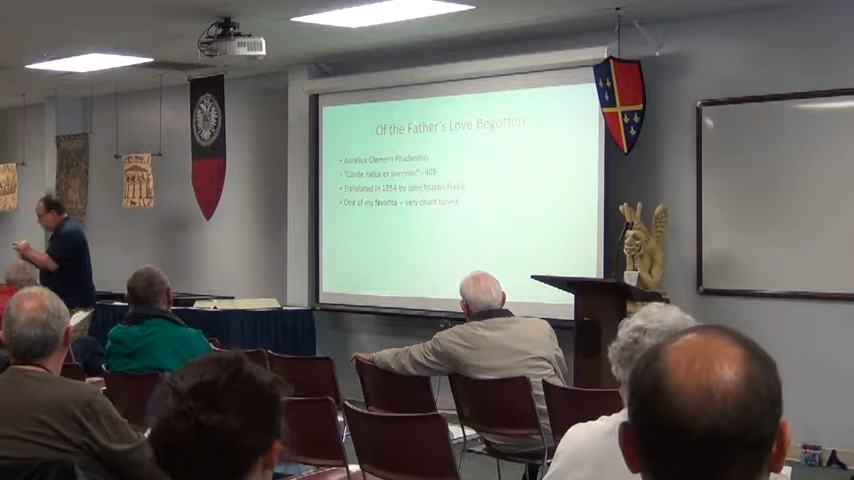 Of the Father's Love Begotten
• Aurelius Clemens Prudentius
• "Corde natus ex parentis" - 405
• Translated in 1854 by John Mason Neale
• One of my favorite – very chant tuned